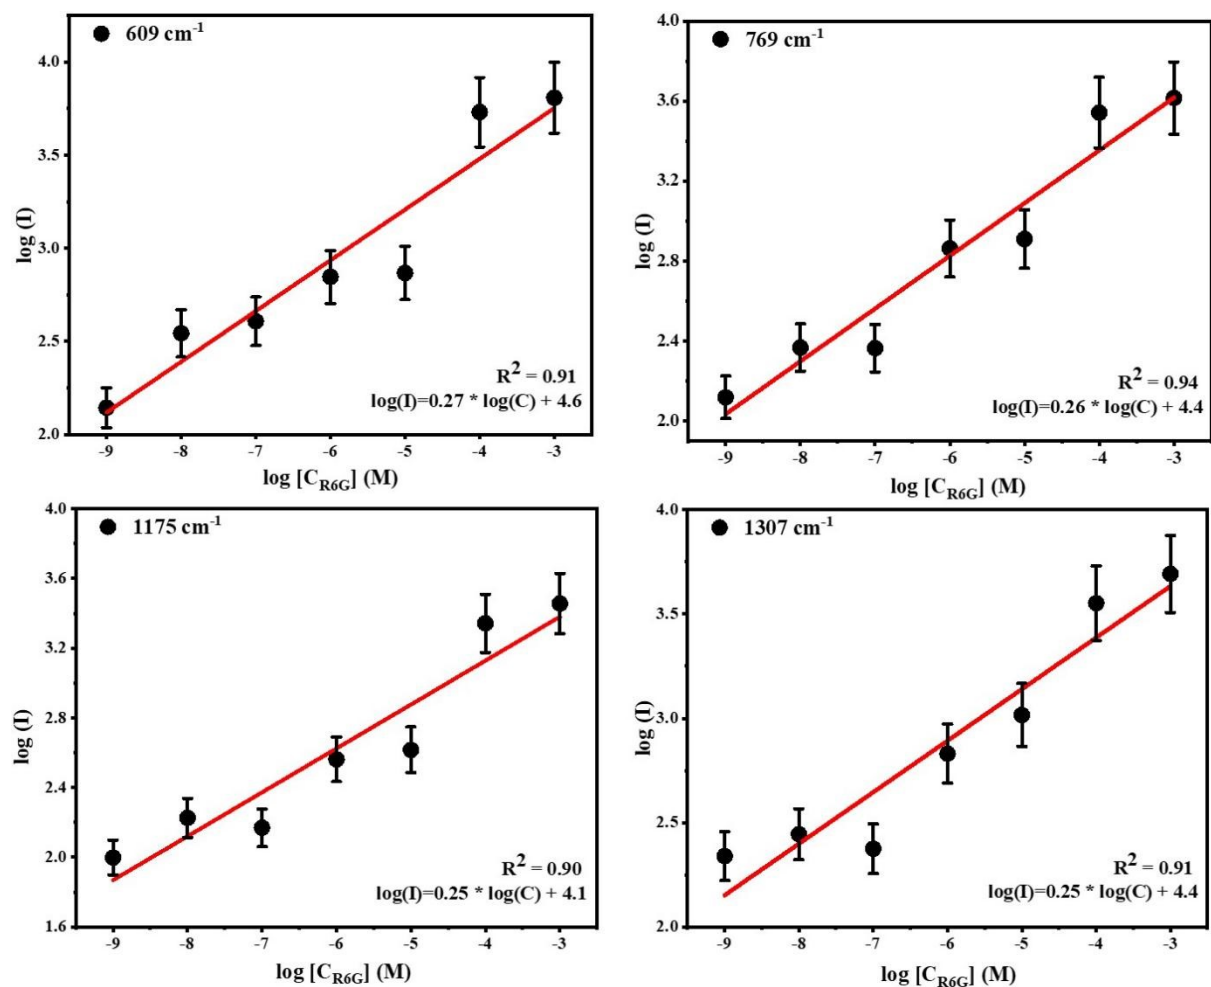 609 cm-1
4.0
3.5
3.0
2.5
2.0
log (I)
R2 = 0.91
log(I)=0.27 * log(C) + 4.6
-9 -8 -7 -6 -5 -4 -3
log [CR6G] (M)
769 cm-1
4.0
3.6
3.2
2.8
2.4
2.0
log (I)
R2 = 0.94
log(I)=0.26 * log(C) + 4.4
-9 -8 -7 -6 -5 -4 -3
log [CR6G] (M)
1175 cm-1
4.0
3.6
3.2
2.8
2.4
2.0
1.6
log (I)
R2 = 0.90
log(I)=0.25 * log(C) + 4.1
-9 -8 -7 -6 -5 -4 -3
log [CR6G] (M)
1307 cm-1
4.0
3.5
3.0
2.5
2.0
log (I)
R2 = 0.91
log(I)=0.25 * log(C) + 4.4
-9 -8 -7 -6 -5 -4 -3
log [CR6G] (M)